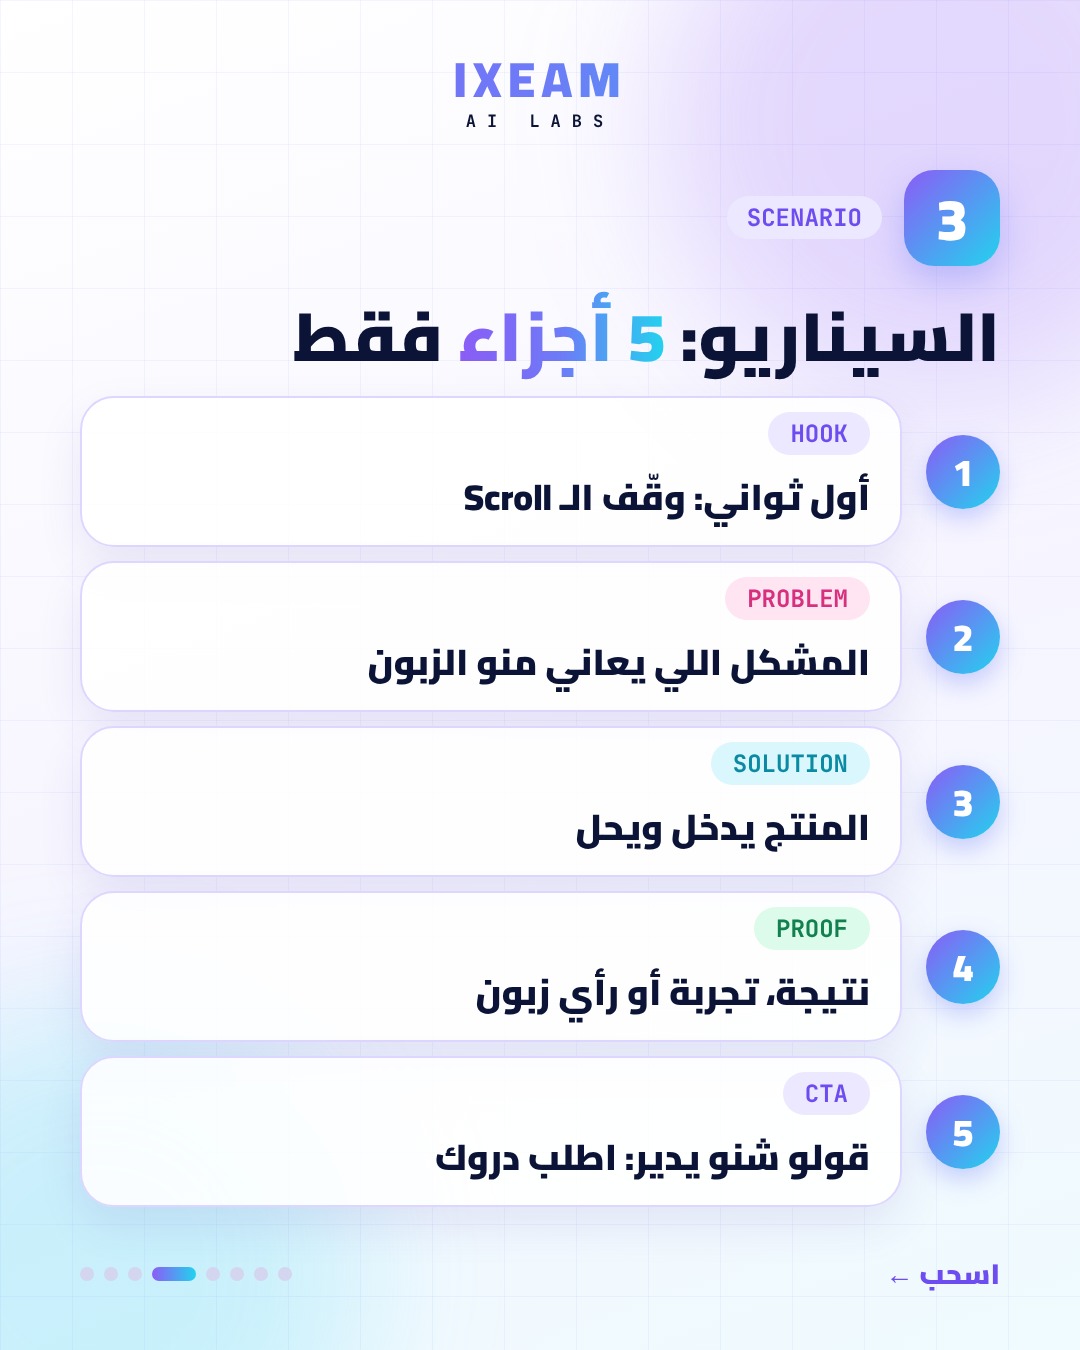 IXEAM
AI LABS
3
SCENARIO
السيناريو: 5 أجزاء فقط
1
HOOK
أول ثواني: وقّف الـ Scroll
2
PROBLEM
المشكل اللي يعاني منو الزبون
3
SOLUTION
المنتج يدخل ويحل
4
PROOF
نتيجة، تجربة أو رأي زبون
5
CTA
قولو شنو يدير: اطلب دروك
اسحب ←